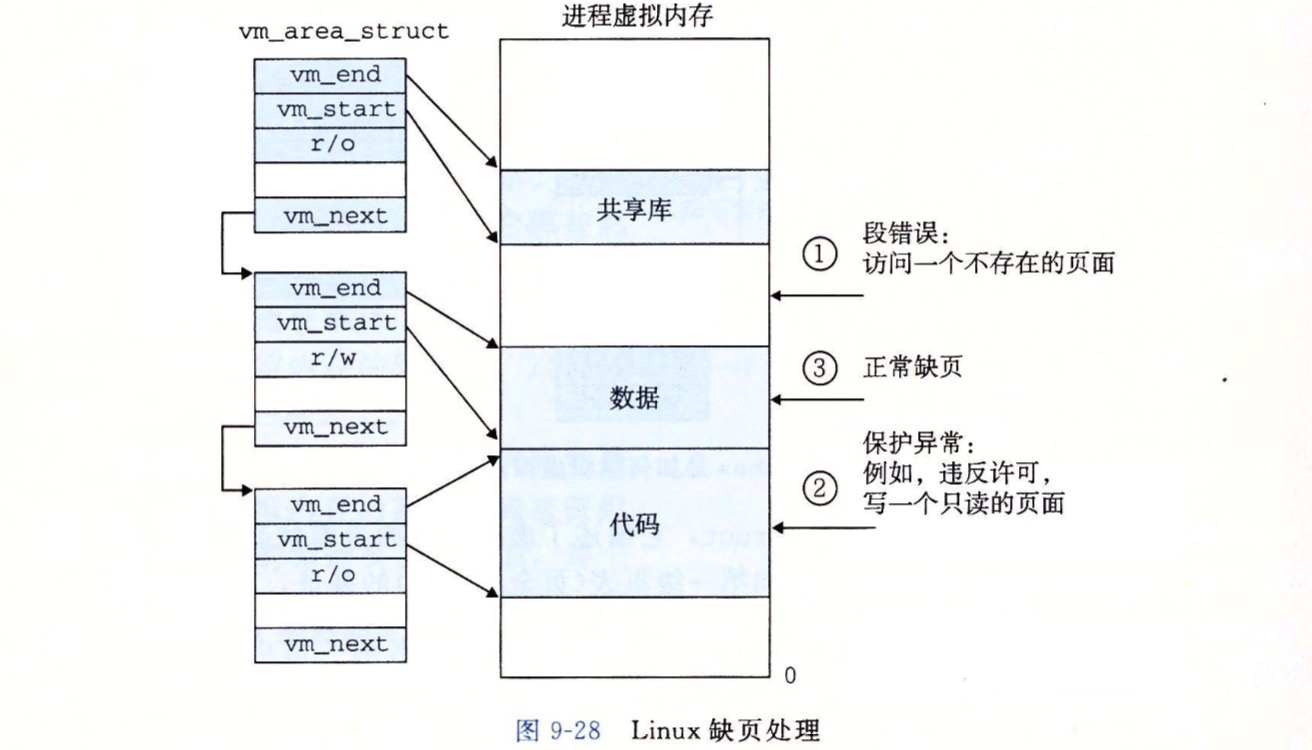 进程虚拟内存
vm_area_struct
vm_end
vm_start
r/o
vm_next
vm_end
vm_start
r/w
vm_next
vm_end
vm_start
r/o
vm_next
共享库
数据
代码
① 段错误:
访问一个不存在的页面
③ 正常缺页
② 保护异常:
例如,违反许可,
写一个只读的页面
0
图 9-28 Linux 缺页处理